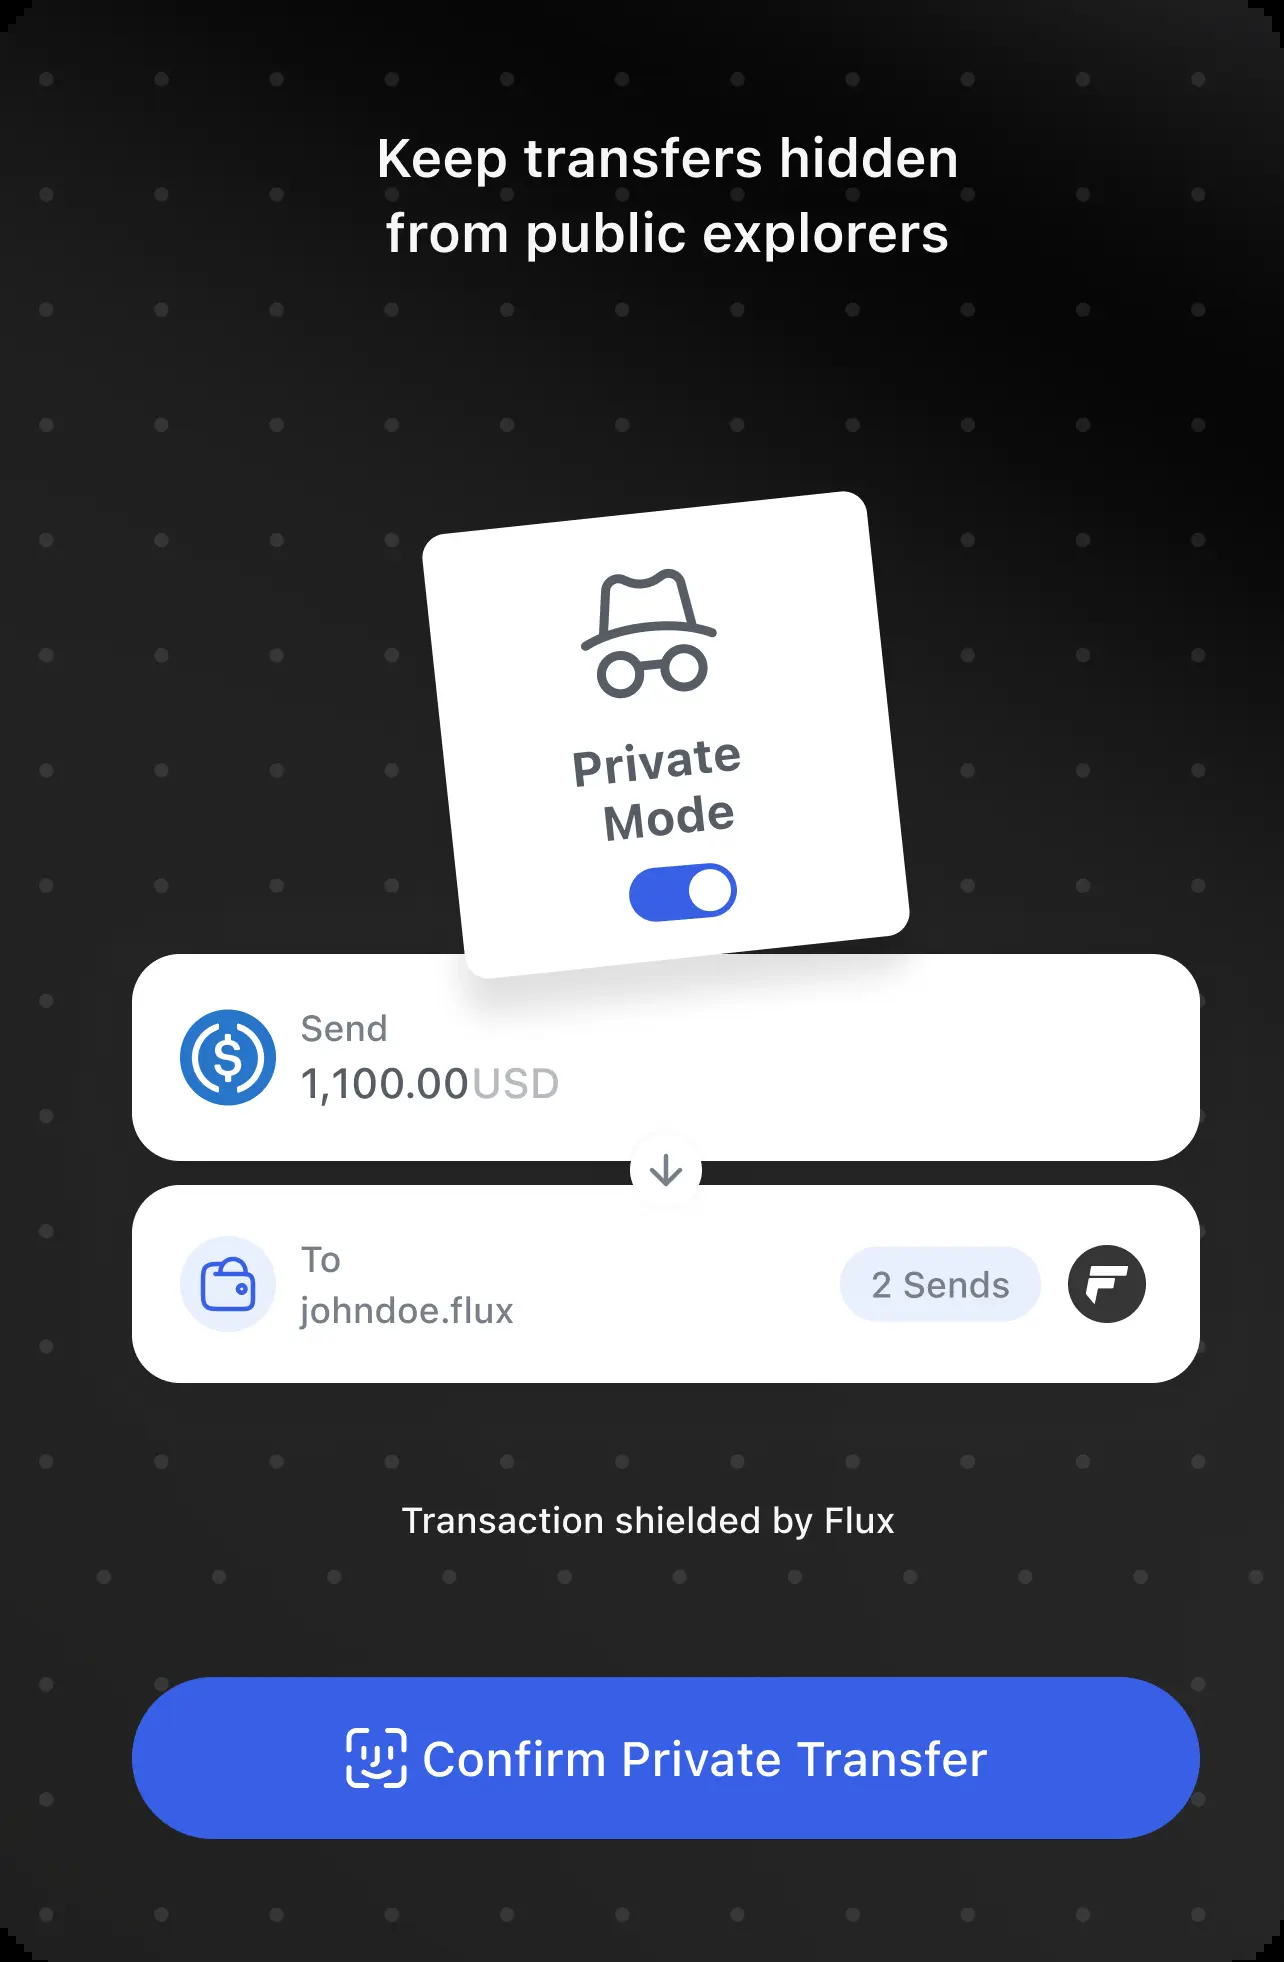 Keep transfers hidden
from public explorers
Private
Mode
Send
1,100.00USD
To
johndoe.flux
2 Sends
Transaction shielded by Flux
Confirm Private Transfer